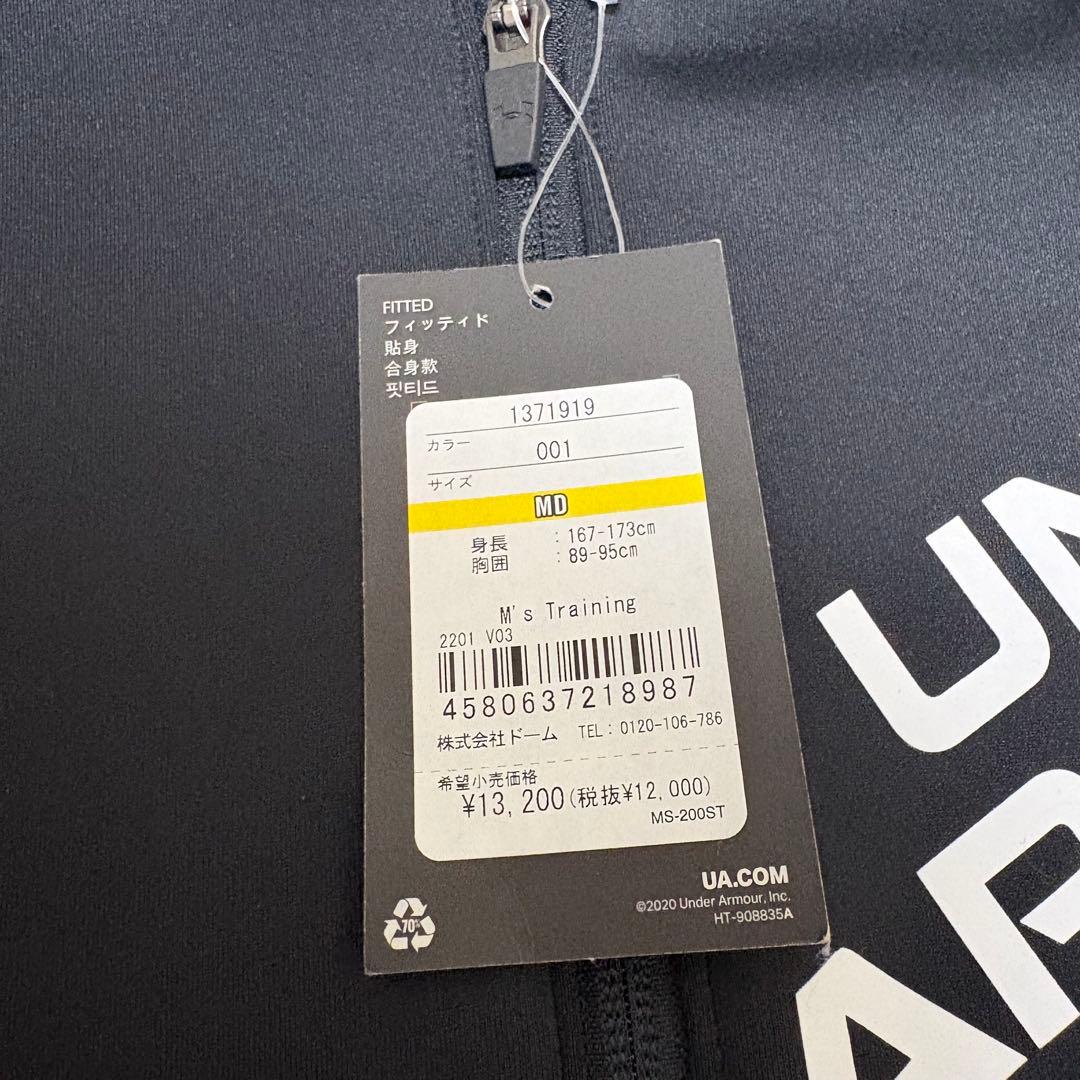 FITTED
フィッティド
貼身
合身款
핏티드
1371919
カラー
001
サイズ
MD
身長 : 167-173cm
胸囲 : 89-95cm
M's Training
2201 V03
4580637218987
株式会社ドーム TEL : 0120-106-786
希望小売価格
¥13,200(税抜¥12,000)
MS-200ST
UA.COM
©2020 Under Armour, Inc.
HT-908835A
70%